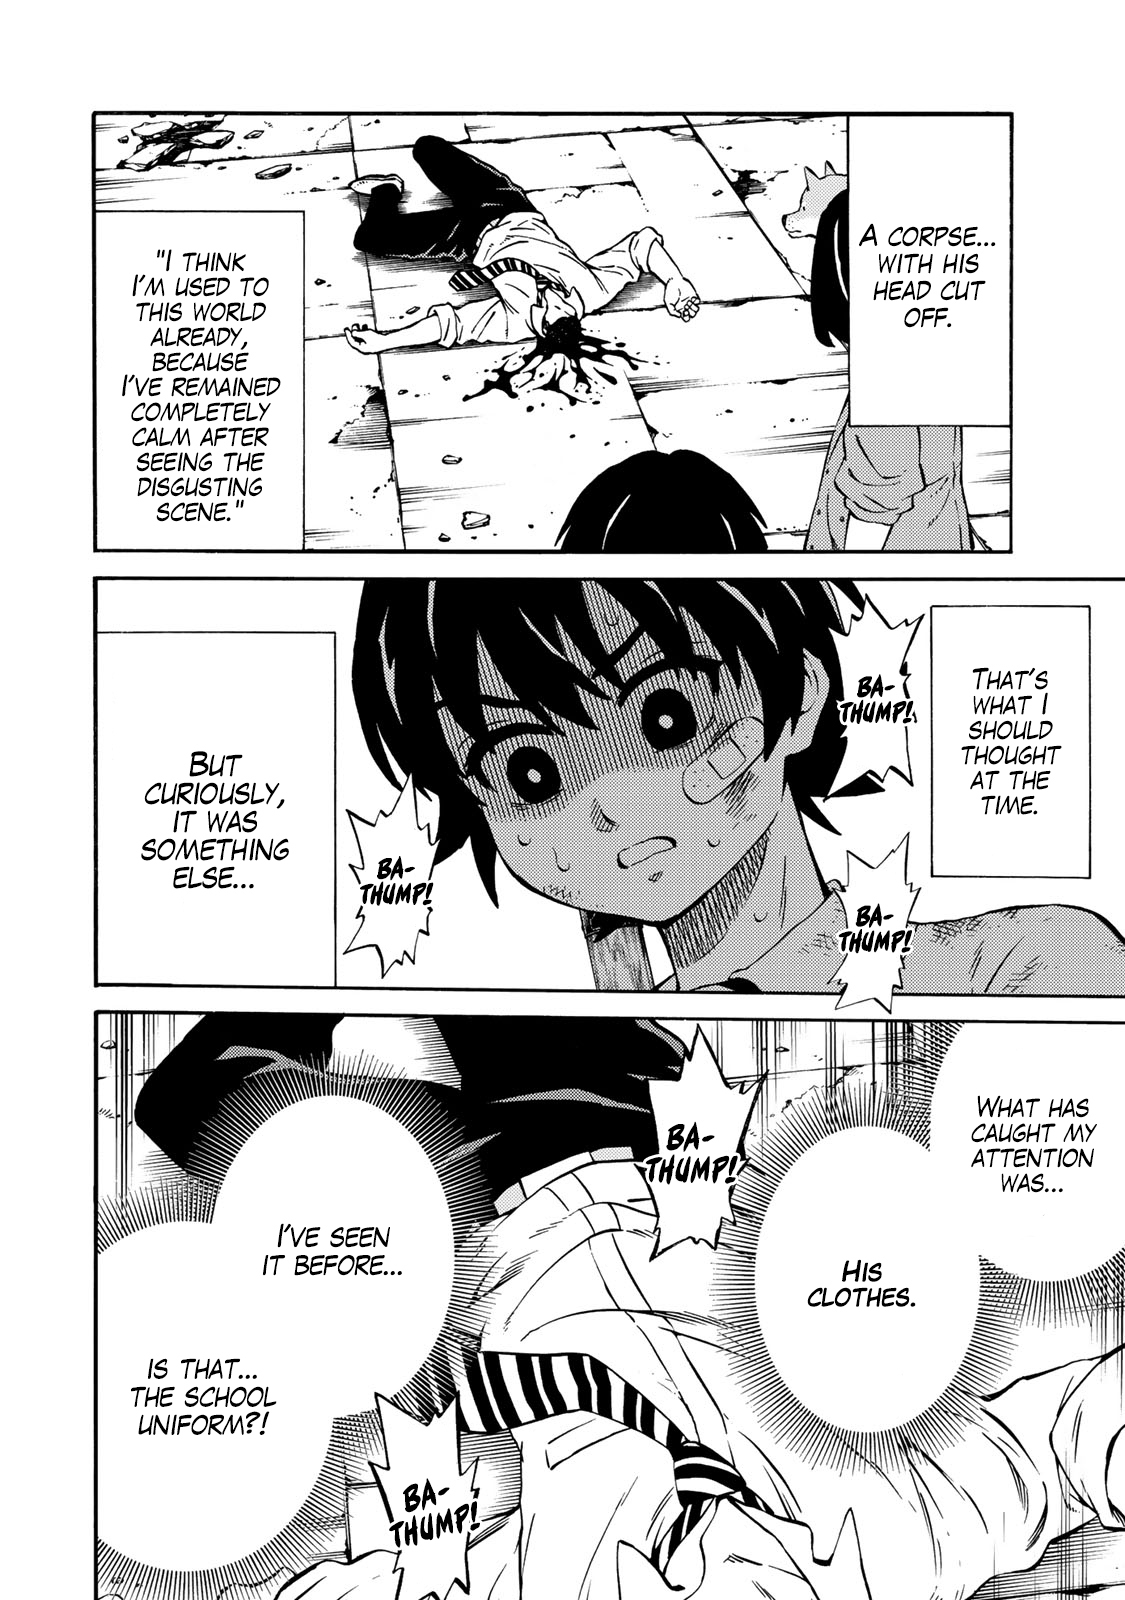 A CORPSE...
WITH HIS
HEAD CUT
OFF.
"I THINK
I'M USED TO
THIS WORLD
ALREADY,
BECAUSE
I'VE REMAINED
COMPLETELY
CALM AFTER
SEEING THE
DISGUSTING
SCENE."
THAT'S
WHAT I
SHOULD
THOUGHT
AT THE
TIME.
BA-
THUMP!
BA-
THUMP!
BA-
THUMP!
BUT
CURIOUSLY,
IT WAS
SOMETHING
ELSE...
WHAT HAS
CAUGHT MY
ATTENTION
WAS...
HIS
CLOTHES.
BA-
THUMP!
I'VE SEEN
IT BEFORE...
IS THAT...
THE SCHOOL
UNIFORM?!
BA-
THUMP!